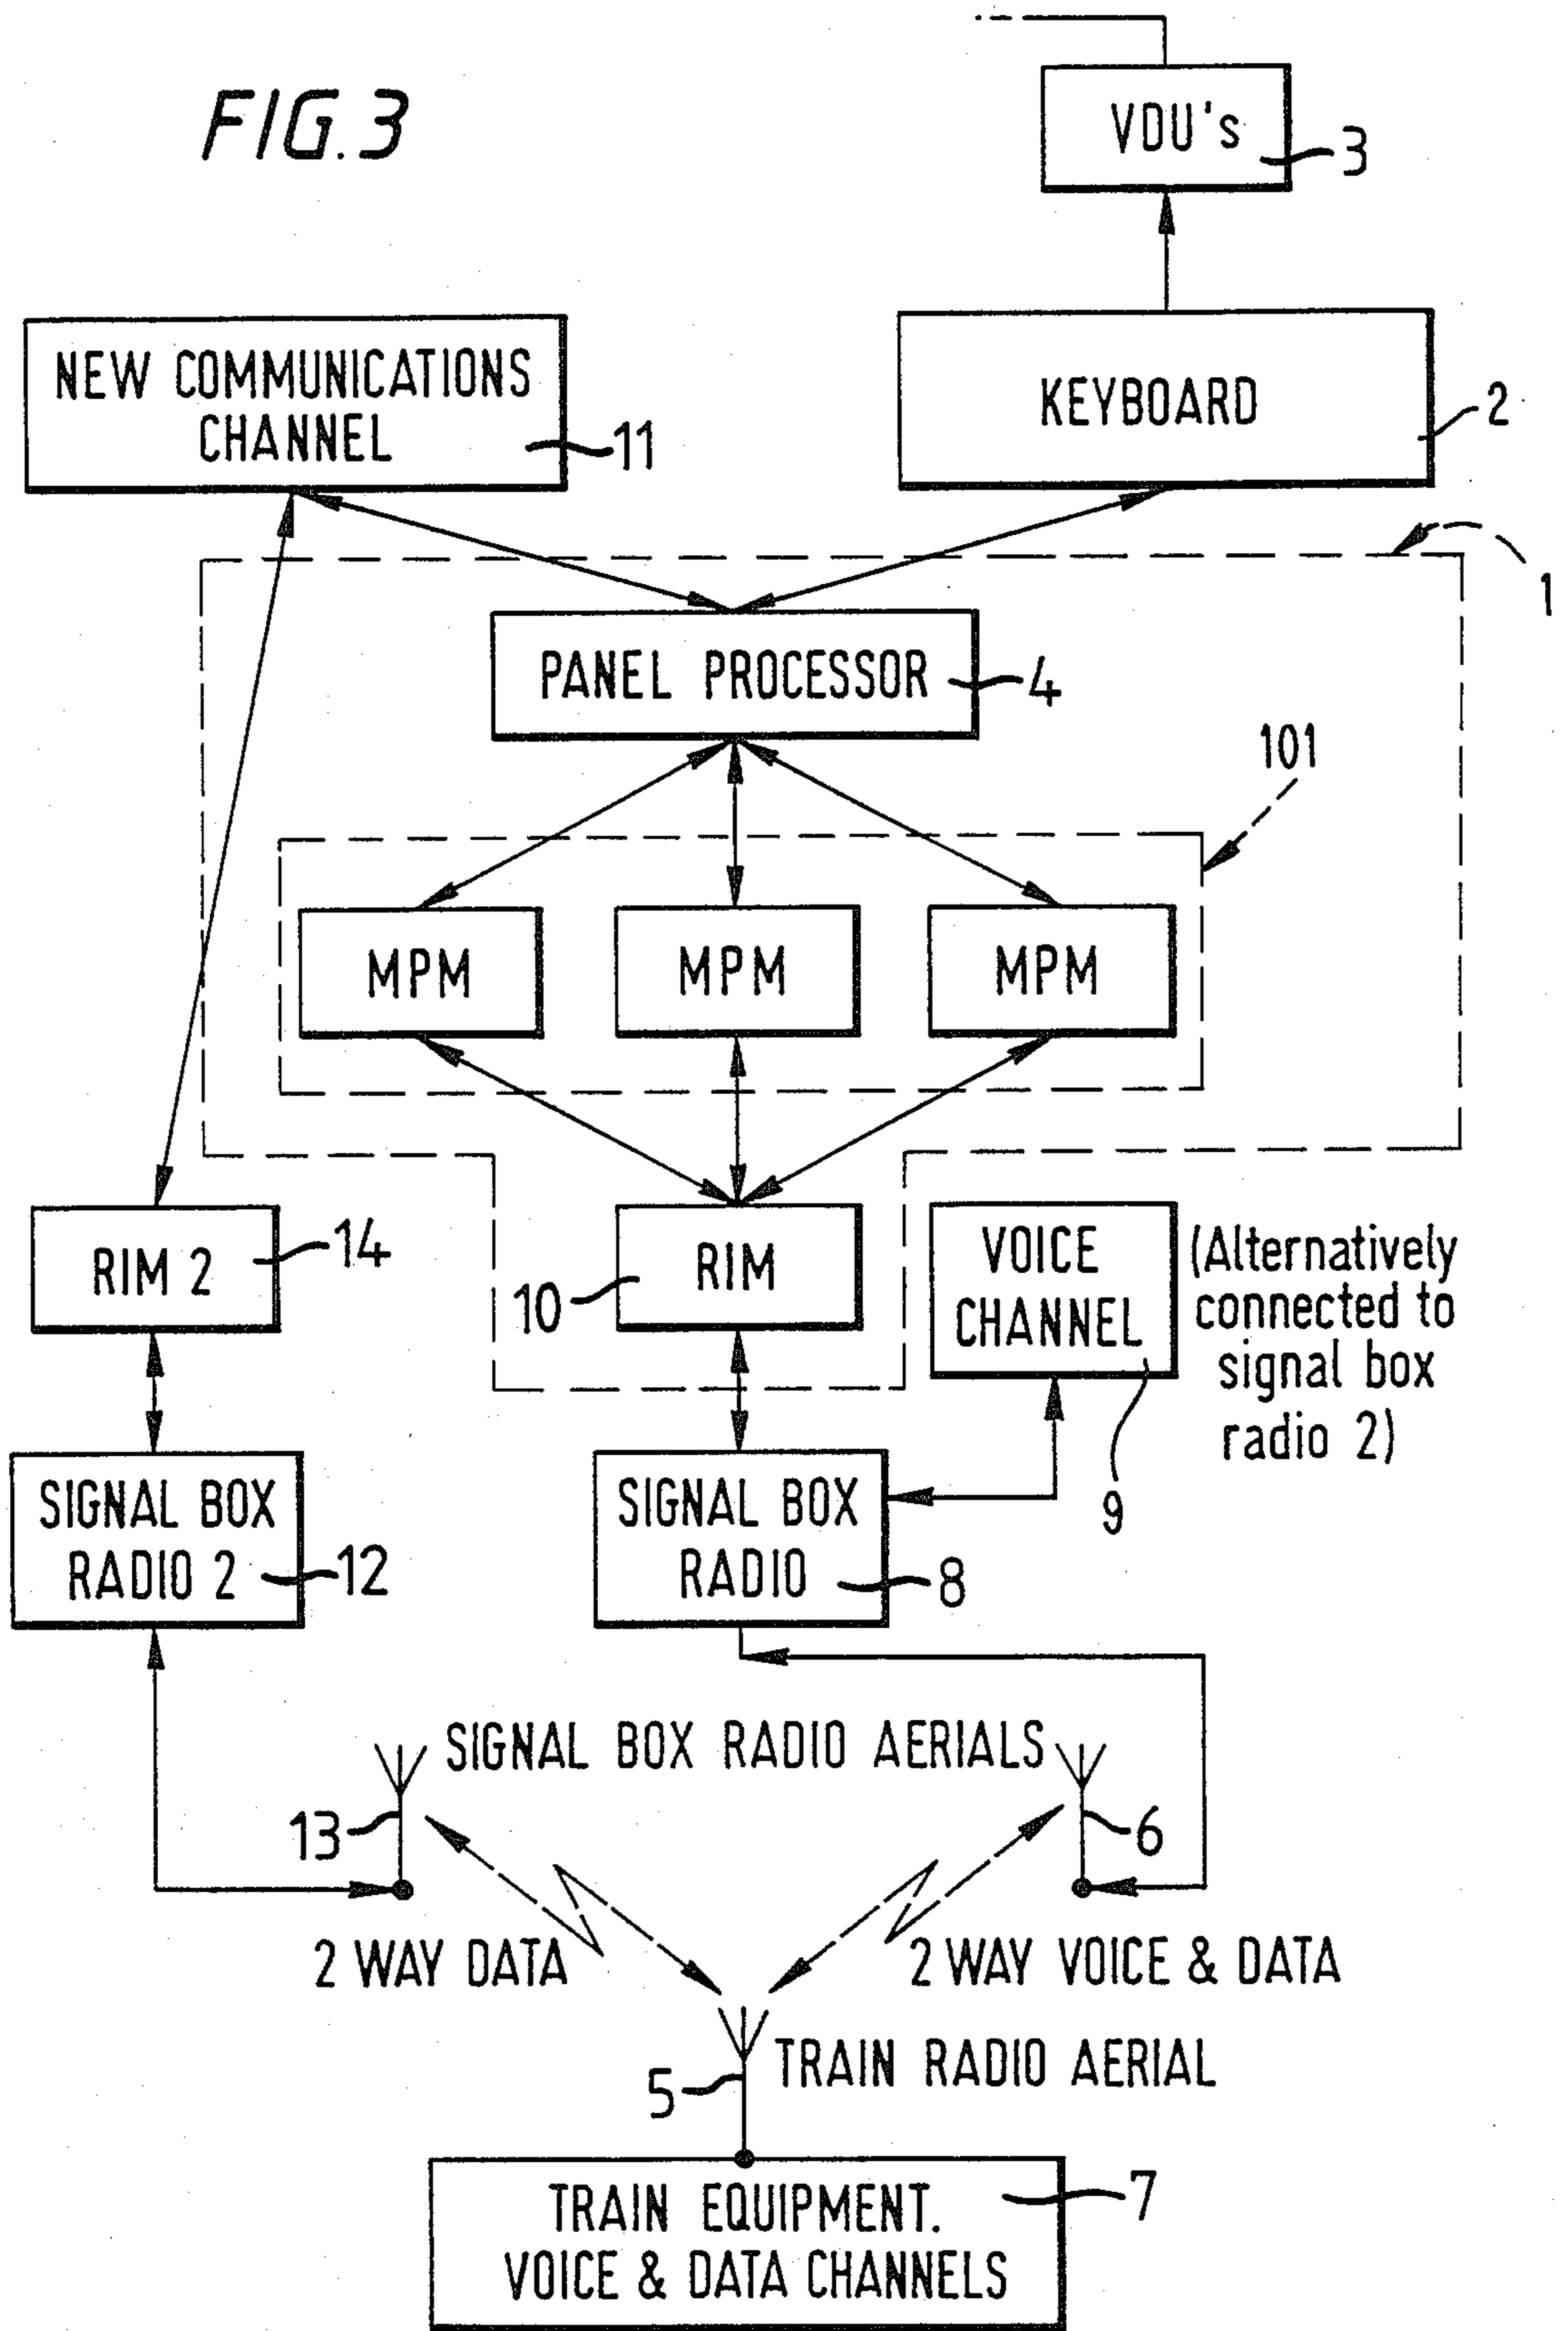 FIG. 3
VDU's
3
NEW COMMUNICATIONS
CHANNEL
11
KEYBOARD
2
1
PANEL PROCESSOR
4
101
MPM
MPM
MPM
RIM 2
14
10
RIM
VOICE
CHANNEL
9
(Alternatively
connected to
signal box
radio 2)
SIGNAL BOX
RADIO 2
12
SIGNAL BOX
RADIO
8
SIGNAL BOX RADIO AERIALS
13
6
2 WAY DATA
2 WAY VOICE & DATA
5
TRAIN RADIO AERIAL
TRAIN EQUIPMENT.
VOICE & DATA CHANNELS
7